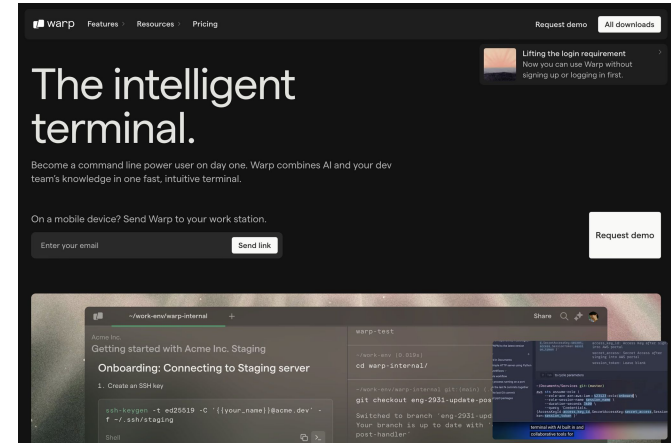 warp
Features
Resources
Pricing
Request demo
All downloads
Lifting the login requirement
Now you can use Warp without
signing up or logging in first.
The intelligent
terminal.
Become a command line power user on day one. Warp combines AI and your dev
team's knowledge in one fast, intuitive terminal.
On a mobile device? Send Warp to your work station.
Enter your email
Send link
Request demo
~/work-env/warp-internal
Share
Acme Inc.
Getting started with Acme Inc. Staging
Onboarding: Connecting to Staging server
1. Create an SSH key
ssh-keygen -t ed25519 -C '{{your_name}}@acme.dev' -
f ~/.ssh/staging
Shell
warp-test
cd warp-internal/
git checkout eng-2931-update-pos
Switched to branch 'eng-2931-upd
Your branch is up to date with '
post-handler'
terminal with AI built in and
collaborative tools for